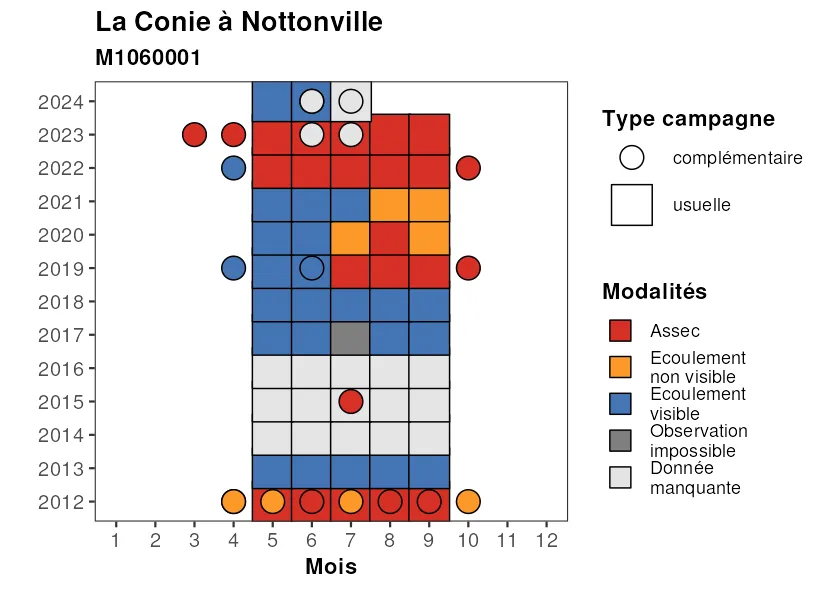 La Conie à Nottonville
M1060001
2024
2023
2022
2021
2020
2019
2018
2017
2016
2015
2014
2013
2012
1 2 3 4 5 6 7 8 9 10 11 12
Mois
Type campagne
complémentaire
usuelle
Modalités
Assec
Ecoulement
non visible
Ecoulement
visible
Observation
impossible
Donnée
manquante